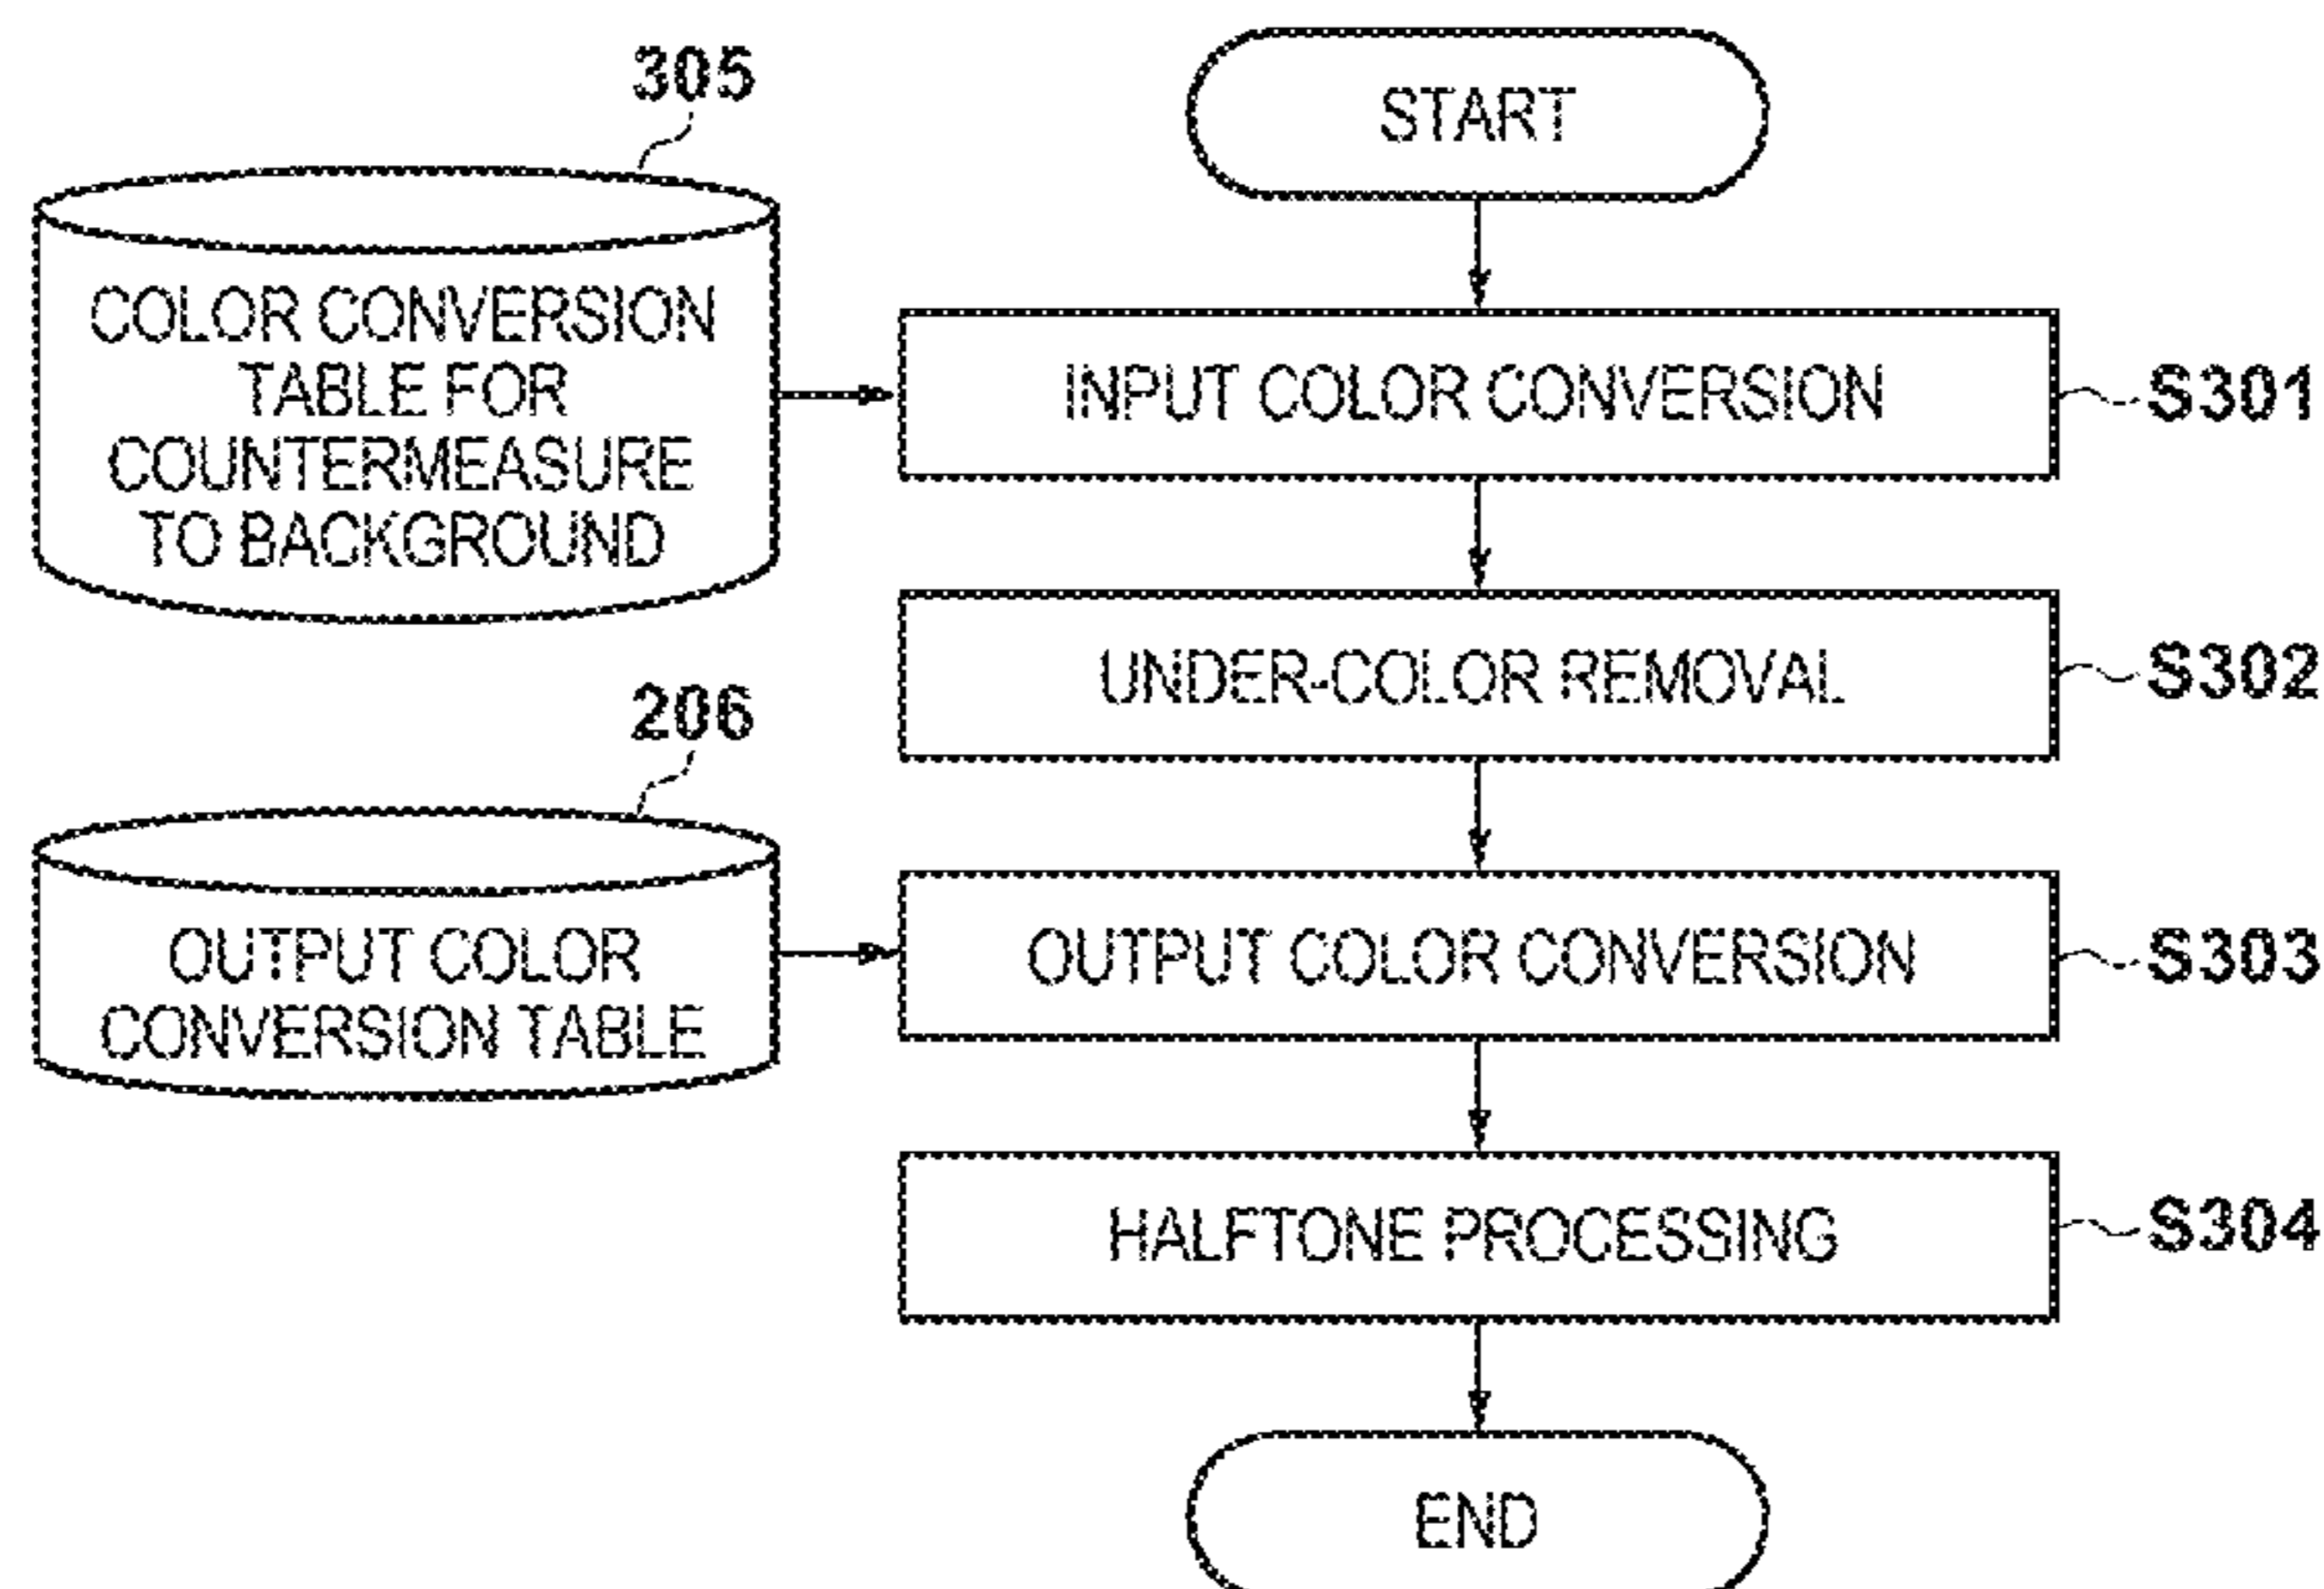 305
START
COLOR CONVERSION
TABLE FOR
COUNTERMEASURE
TO BACKGROUND
INPUT COLOR CONVERSION
S301
UNDER-COLOR REMOVAL
S302
206
OUTPUT COLOR
CONVERSION TABLE
OUTPUT COLOR CONVERSION
S303
HALFTONE PROCESSING
S304
END